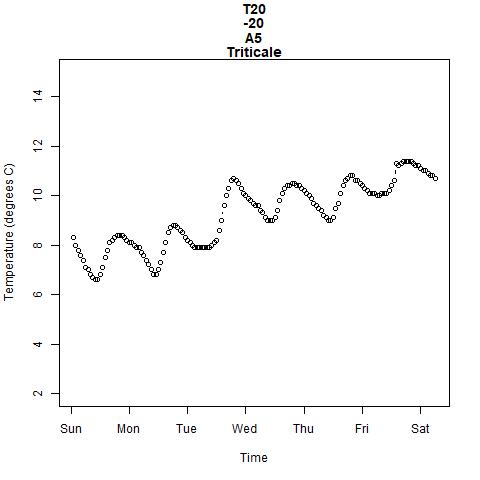 T20
-20
A5
Triticale
Temperature (degrees C)
14
12
10
8
6
4
2
Sun Mon Tue Wed Thu Fri Sat
Time